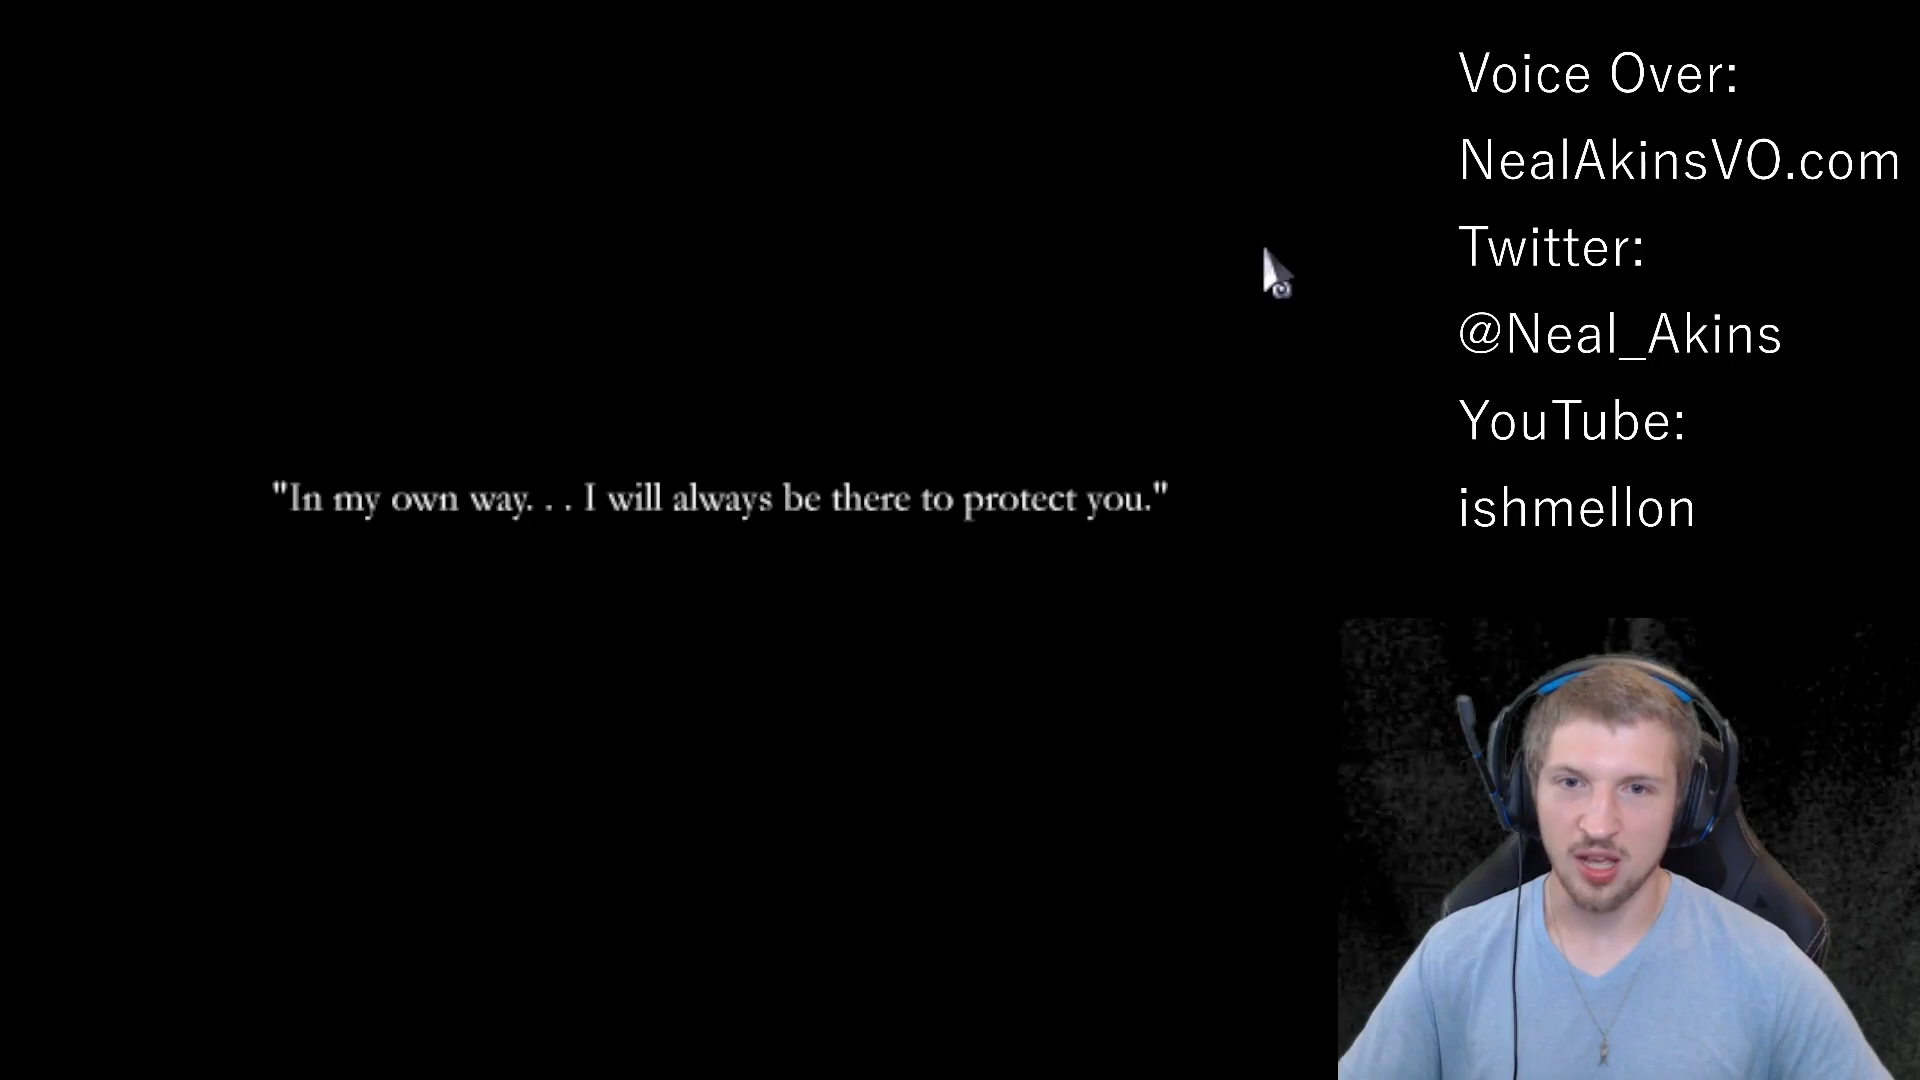 "In my own way. . . I will always be there to protect you."
Voice Over:
NealAkinsVO.com
Twitter:
@Neal_Akins
YouTube:
ishmellon